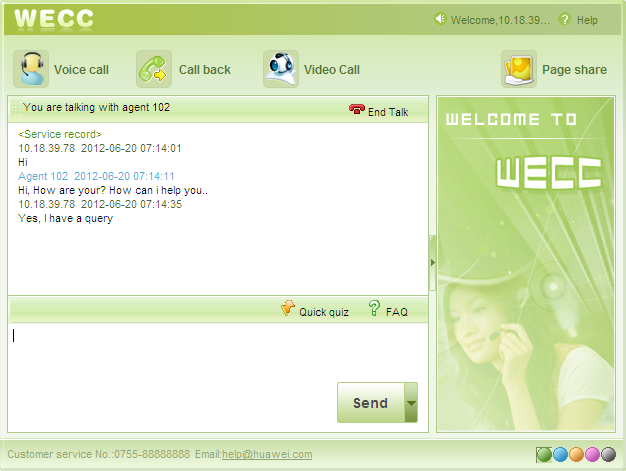 WECC
Welcome,10.18.39... Help
Voice call
Call back
Video Call
Page share
You are talking with agent 102
End Talk
<Service record>
10.18.39.78 2012-06-20 07:14:01
Hi
Agent 102 2012-06-20 07:14:11
Hi, How are your? How can i help you..
10.18.39.78 2012-06-20 07:14:35
Yes, I have a query
Quick quiz
FAQ
Send
WELCOME TO
WECC
Customer service No.:0755-88888888 Email:help@huawei.com